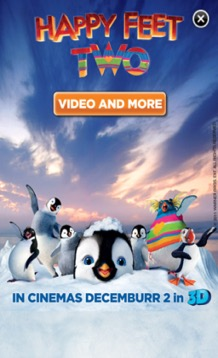 HAPPY FEET
TWO
VIDEO AND MORE
IN CINEMAS DECEMBURR 2 in 3D